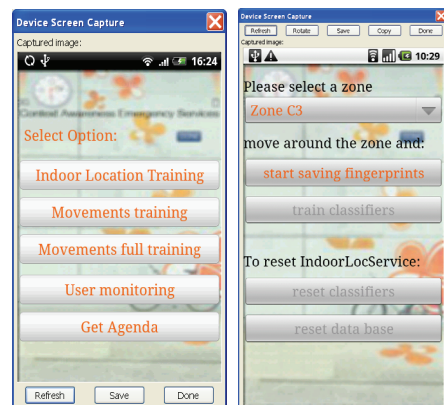 Device Screen Capture
Captured image:
16:24
Context Awareness Emergency Services
Select Option:
Indoor Location Training
Movements training
Movements full training
User monitoring
Get Agenda
Refresh Save Done
Device Screen Capture
Refresh Rotate Save Copy Done
Captured image:
10:29
Please select a zone
Zone C3
move around the zone and:
start saving fingerprints
train classifiers
To reset IndoorLocService:
reset classifiers
reset data base